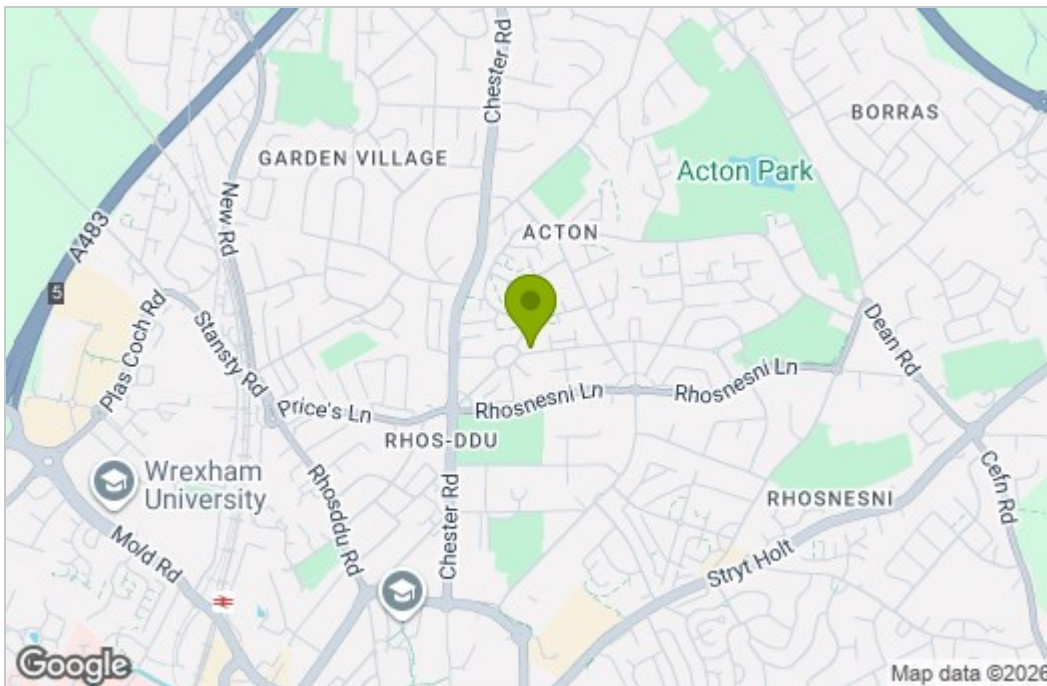 Chester Rd
BORRAS
GARDEN VILLAGE
Acton Park
New Rd
A483
ACTON
5
Plas Coch Rd
Stansty Rd
Dean Rd
Price's Ln
Rhosnesni Ln
Rhosnesni Ln
RHOS-DDU
Wrexham
University
Rhosddu Rd
Chester Rd
RHOSNESNI
Cefn Rd
Mold Rd
Stryt Holt
Google
Map data ©2026